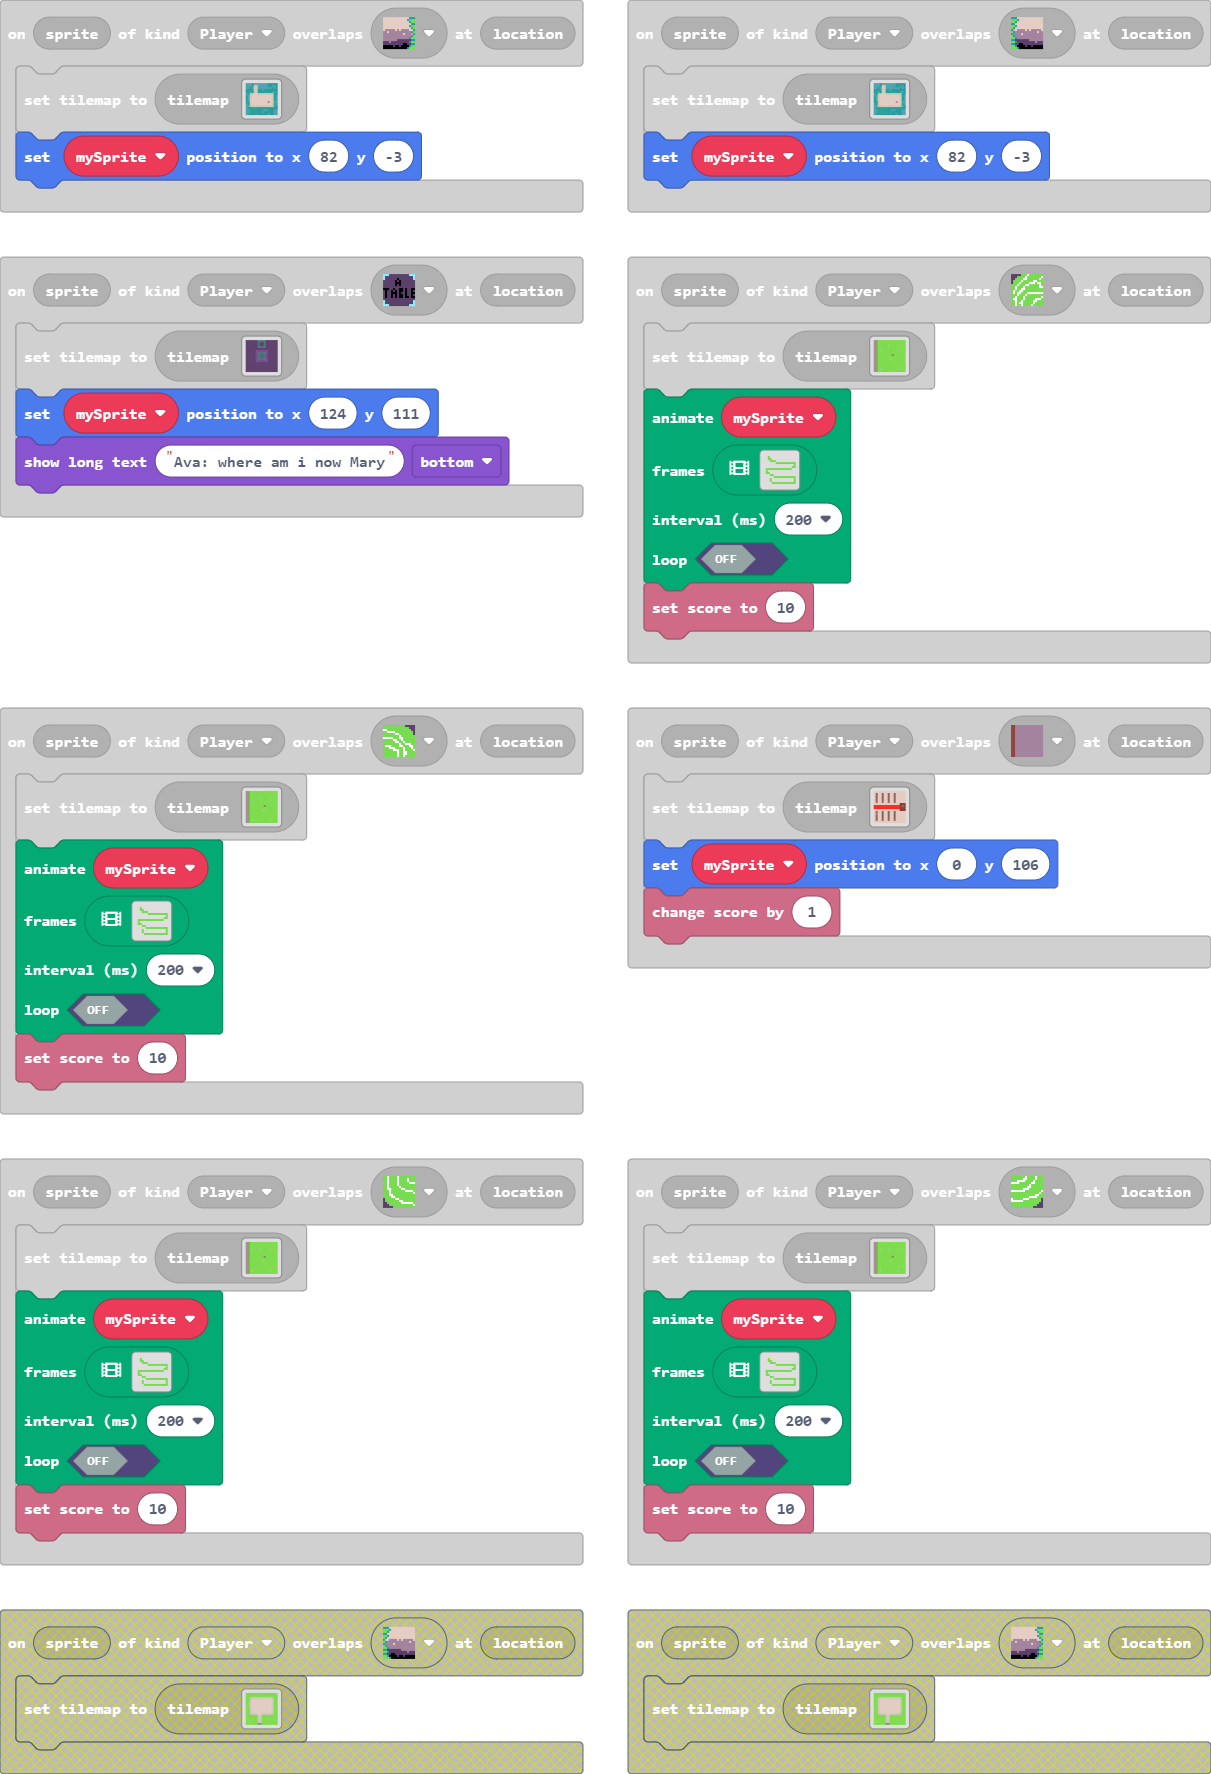 on sprite of kind Player overlaps at location
set tilemap to tilemap
set mySprite position to x 82 y -3
on sprite of kind Player overlaps at location
set tilemap to tilemap
set mySprite position to x 82 y -3
on sprite of kind Player overlaps A TABLE at location
set tilemap to tilemap
set mySprite position to x 124 y 111
show long text "Ava: where am i now Mary" bottom
on sprite of kind Player overlaps at location
set tilemap to tilemap
animate mySprite
frames
interval (ms) 200
loop OFF
set score to 10
on sprite of kind Player overlaps at location
set tilemap to tilemap
animate mySprite
frames
interval (ms) 200
loop OFF
set score to 10
on sprite of kind Player overlaps at location
set tilemap to tilemap
set mySprite position to x 0 y 106
change score by 1
on sprite of kind Player overlaps at location
set tilemap to tilemap
animate mySprite
frames
interval (ms) 200
loop OFF
set score to 10
on sprite of kind Player overlaps at location
set tilemap to tilemap
animate mySprite
frames
interval (ms) 200
loop OFF
set score to 10
on sprite of kind Player overlaps at location
set tilemap to tilemap
on sprite of kind Player overlaps at location
set tilemap to tilemap